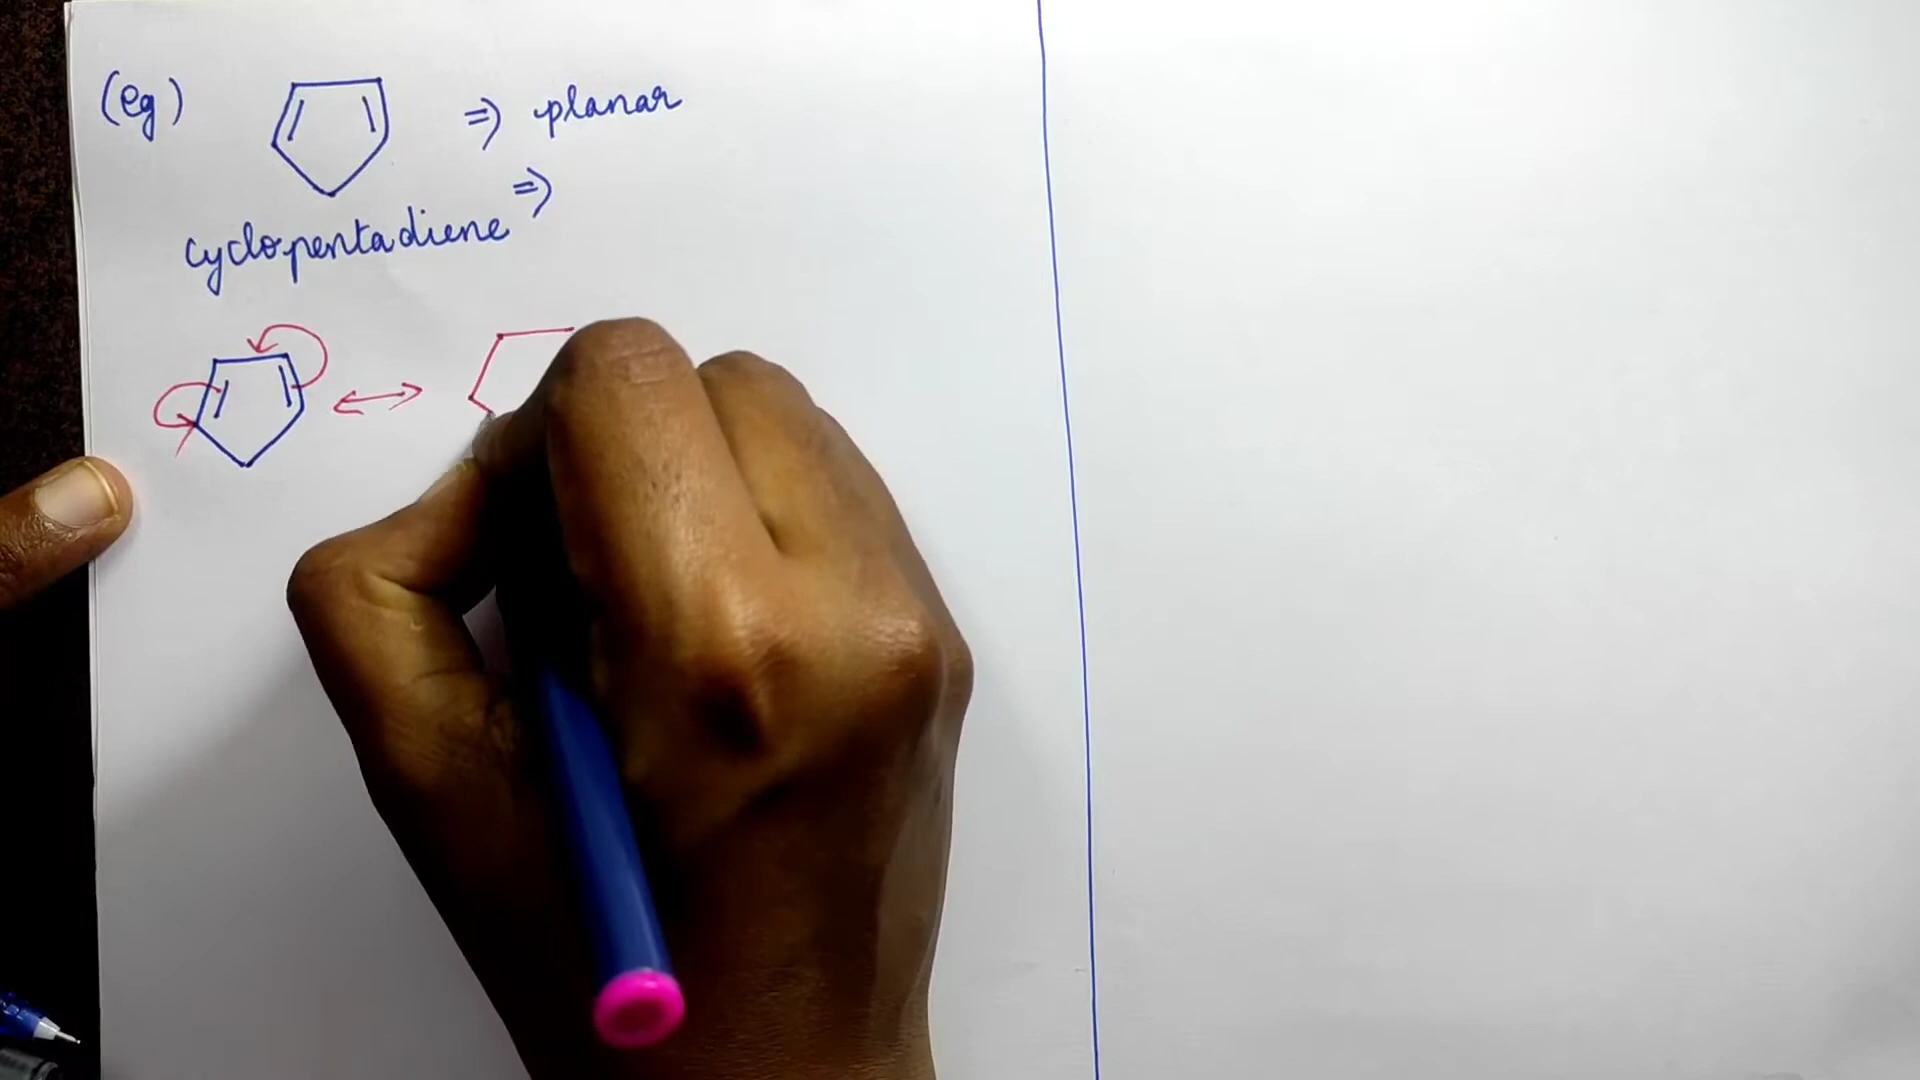 (eg) ⇒ planar
⇒
cyclopentadiene